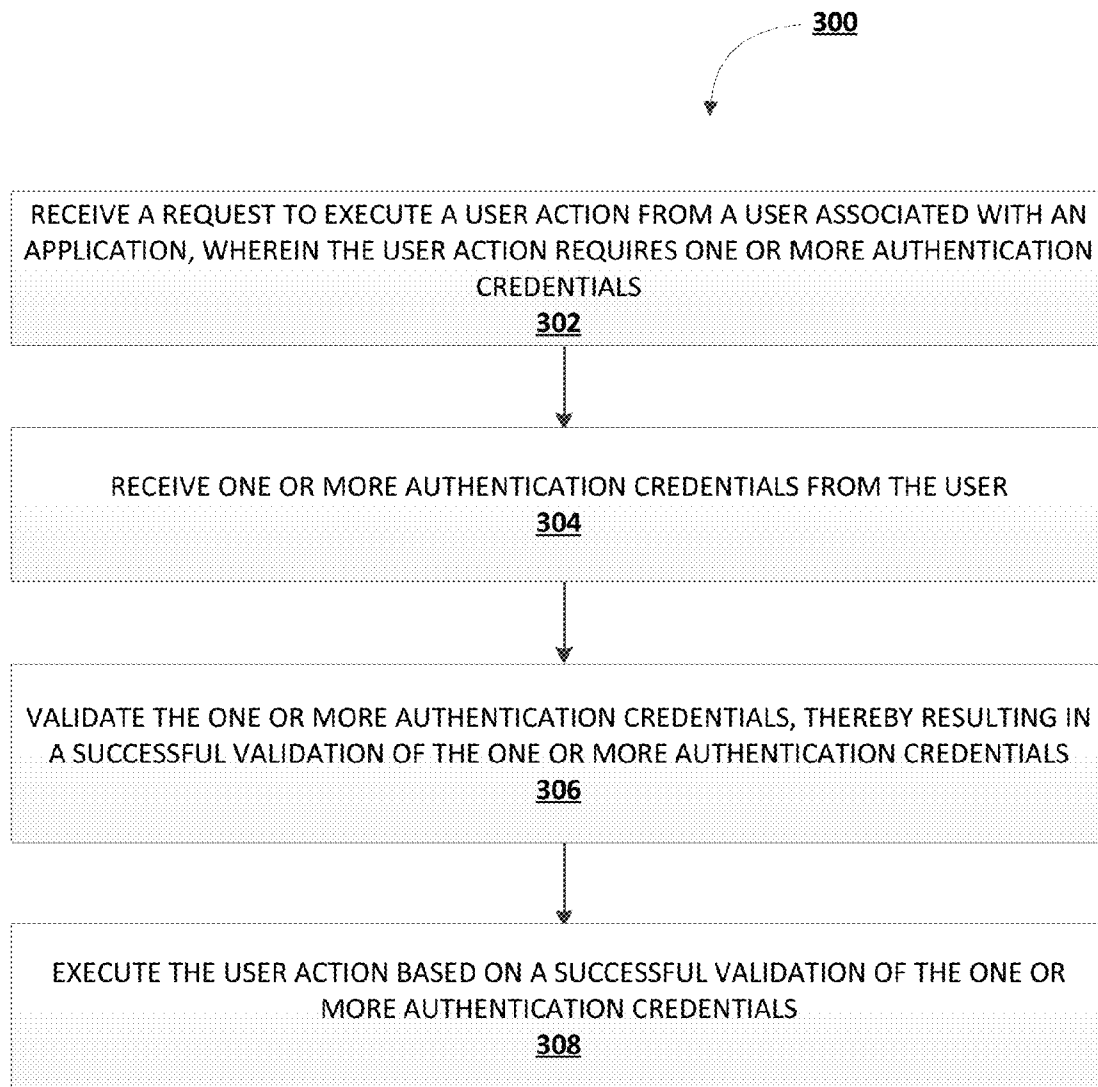 300
RECEIVE A REQUEST TO EXECUTE A USER ACTION FROM A USER ASSOCIATED WITH AN
APPLICATION, WHEREIN THE USER ACTION REQUIRES ONE OR MORE AUTHENTICATION
CREDENTIALS
302
RECEIVE ONE OR MORE AUTHENTICATION CREDENTIALS FROM THE USER
304
VALIDATE THE ONE OR MORE AUTHENTICATION CREDENTIALS, THEREBY RESULTING IN
A SUCCESSFUL VALIDATION OF THE ONE OR MORE AUTHENTICATION CREDENTIALS
306
EXECUTE THE USER ACTION BASED ON A SUCCESSFUL VALIDATION OF THE ONE OR
MORE AUTHENTICATION CREDENTIALS
308